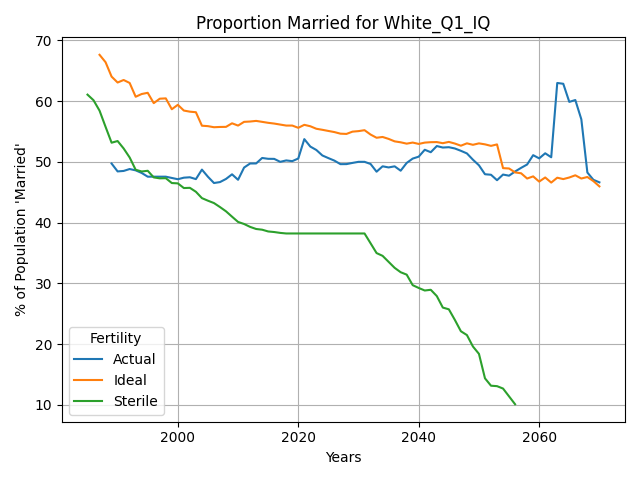 Proportion Married for White_Q1_IQ
% of Population 'Married'
70
60
50
40
30
20
10
Fertility
Actual
Ideal
Sterile
2000
2020
2040
2060
Years